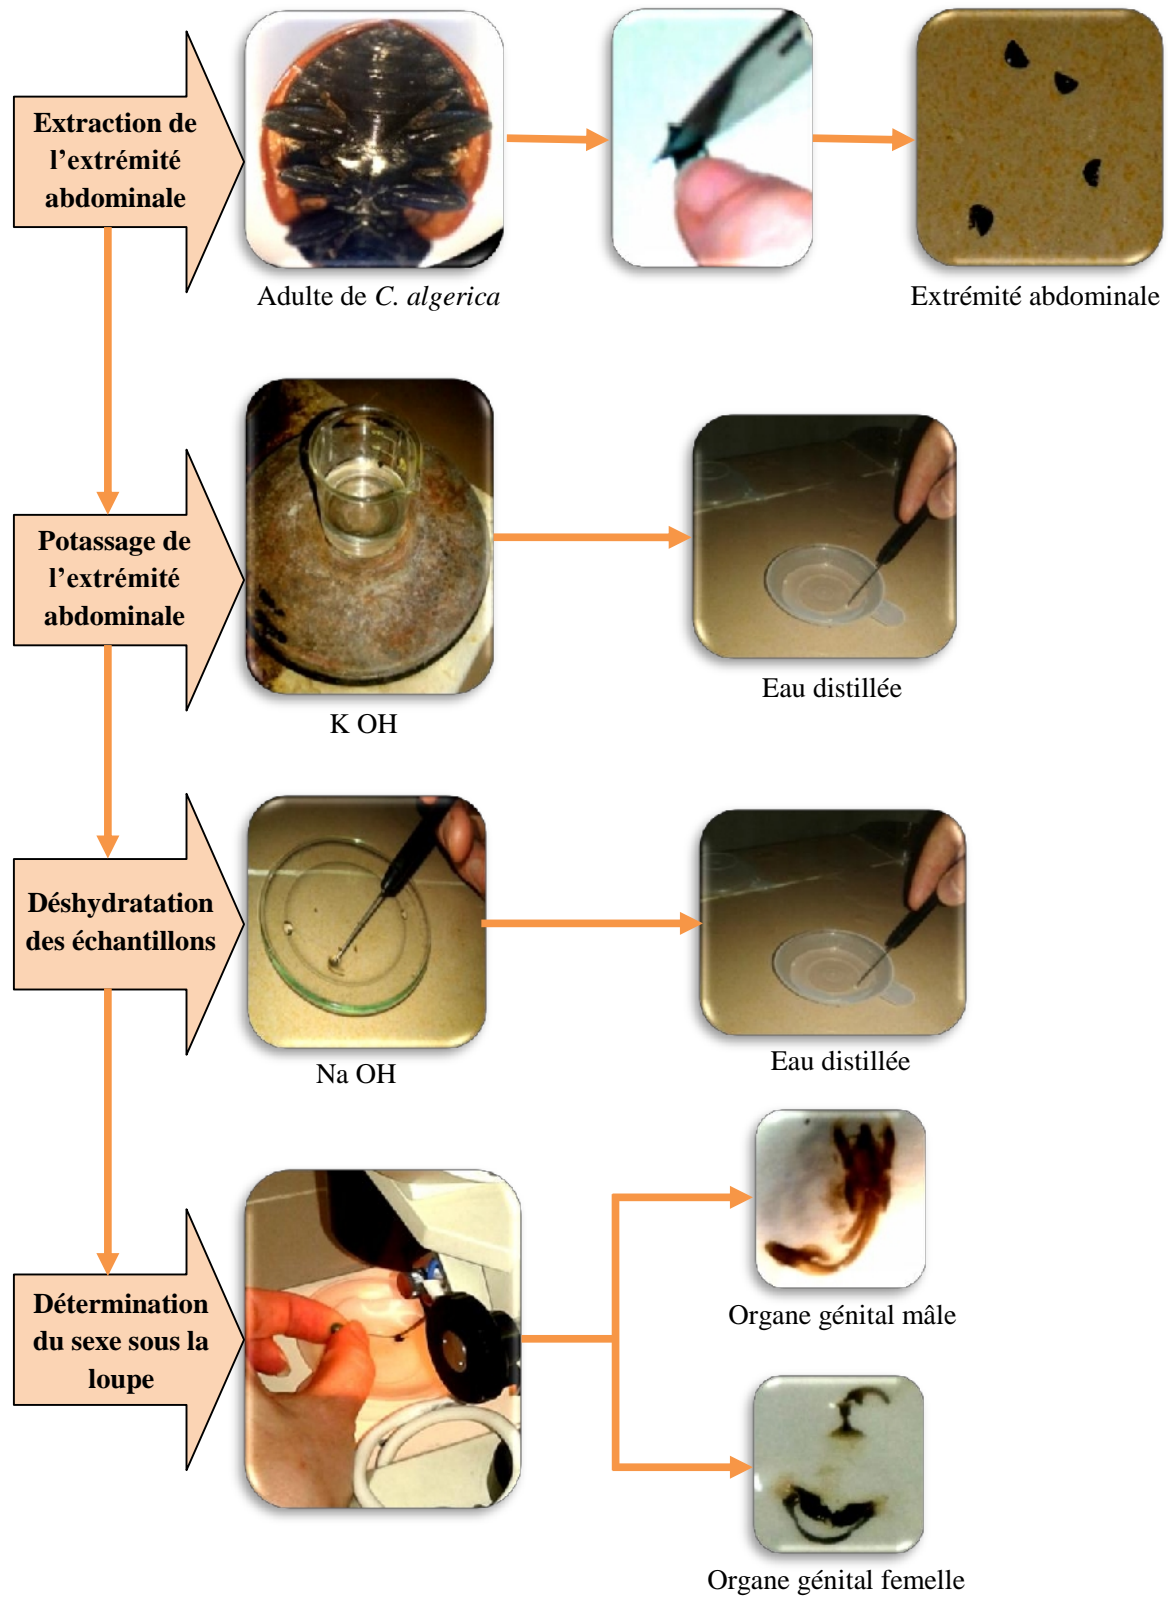 Extraction de
l’extrémité
abdominale
Adulte de C. algerica
Extrémité abdominale
Potassage de
l’extrémité
abdominale
K OH
Eau distillée
Déshydratation
des échantillons
Na OH
Eau distillée
Détermination
du sexe sous la
loupe
Organe génital mâle
Organe génital femelle